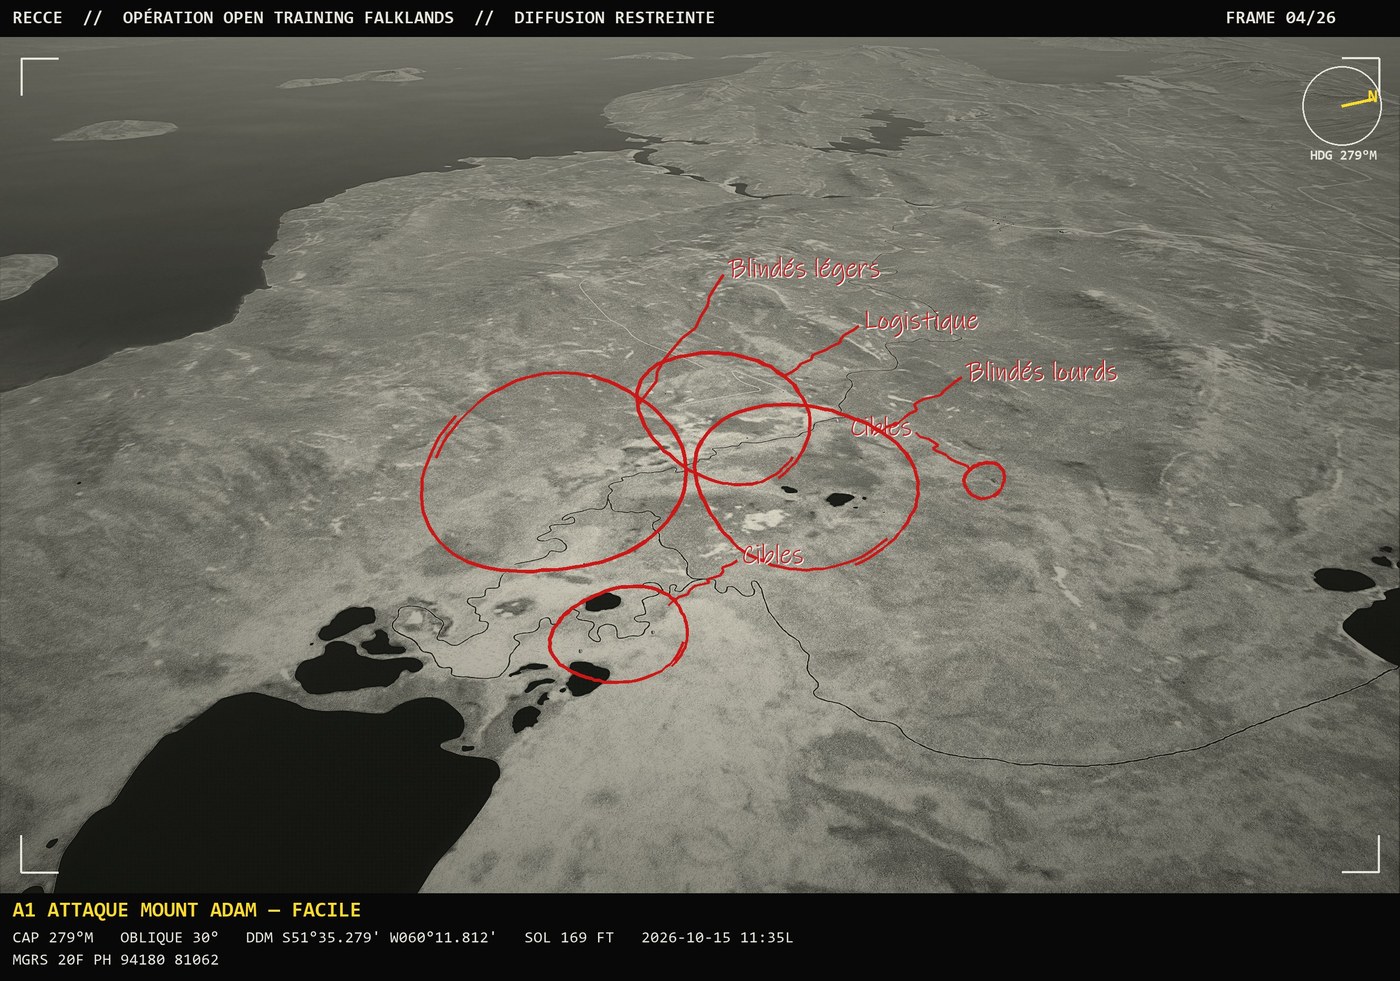 RECCE // OPÉRATION OPEN TRAINING FALKLANDS // DIFFUSION RESTREINTE
FRAME 04/26
N
HDG 279°M
Blindés légers
Logistique
Blindés lourds
Cibles
Cibles
A1 ATTAQUE MOUNT ADAM — FACILE
CAP 279°M OBLIQUE 30° DDM S51°35.279' W060°11.812' SOL 169 FT 2026-10-15 11:35L
MGRS 20F PH 94180 81062